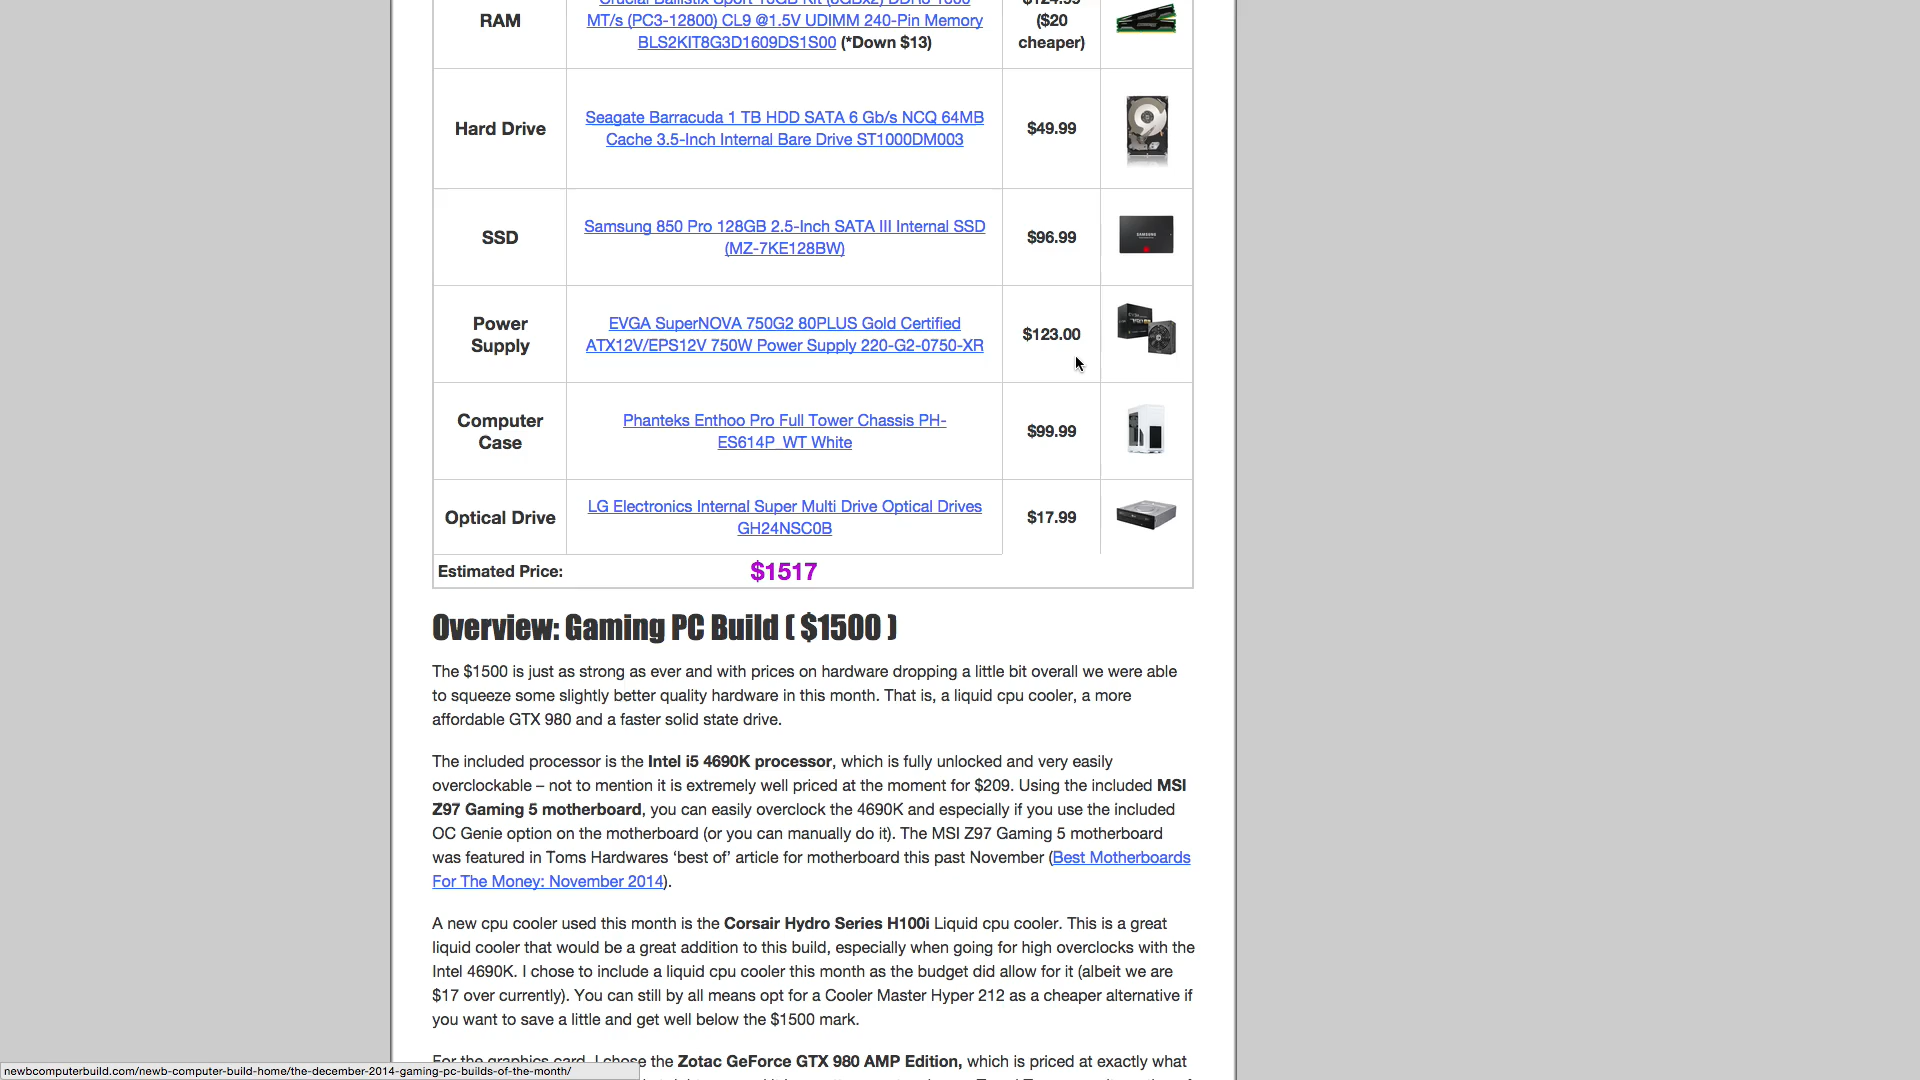 Crucial Ballistix Sport 16GB Kit (8GBx2) DDR3 1600
$124.99
RAM
MT/s (PC3-12800) CL9 @1.5V UDIMM 240-Pin Memory
($20
BLS2KIT8G3D1609DS1S00 (*Down $13)
cheaper)
Hard Drive
Seagate Barracuda 1 TB HDD SATA 6 Gb/s NCQ 64MB
Cache 3.5-Inch Internal Bare Drive ST1000DM003
$49.99
SSD
Samsung 850 Pro 128GB 2.5-Inch SATA III Internal SSD
(MZ-7KE128BW)
$96.99
SAMSUNG
Power
Supply
EVGA SuperNOVA 750G2 80PLUS Gold Certified
ATX12V/EPS12V 750W Power Supply 220-G2-0750-XR
$123.00
Computer
Case
Phanteks Enthoo Pro Full Tower Chassis PH-
ES614P_WT White
$99.99
Optical Drive
LG Electronics Internal Super Multi Drive Optical Drives
GH24NSC0B
$17.99
Estimated Price:
$1517
Overview: Gaming PC Build ( $1500 )
The $1500 is just as strong as ever and with prices on hardware dropping a little bit overall we were able
to squeeze some slightly better quality hardware in this month. That is, a liquid cpu cooler, a more
affordable GTX 980 and a faster solid state drive.
The included processor is the Intel i5 4690K processor, which is fully unlocked and very easily
overclockable – not to mention it is extremely well priced at the moment for $209. Using the included MSI
Z97 Gaming 5 motherboard, you can easily overclock the 4690K and especially if you use the included
OC Genie option on the motherboard (or you can manually do it). The MSI Z97 Gaming 5 motherboard
was featured in Toms Hardwares ‘best of’ article for motherboard this past November (Best Motherboards
For The Money: November 2014).
A new cpu cooler used this month is the Corsair Hydro Series H100i Liquid cpu cooler. This is a great
liquid cooler that would be a great addition to this build, especially when going for high overclocks with the
Intel 4690K. I chose to include a liquid cpu cooler this month as the budget did allow for it (albeit we are
$17 over currently). You can still by all means opt for a Cooler Master Hyper 212 as a cheaper alternative if
you want to save a little and get well below the $1500 mark.
For the graphics card, I chose the Zotac GeForce GTX 980 AMP Edition, which is priced at exactly what
newbcomputerbuild.com/newb-computer-build-home/the-december-2014-gaming-pc-builds-of-the-month/